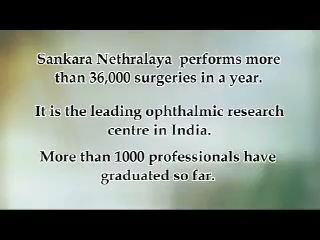 Sankara Nethralaya performs more
than 36,000 surgeries in a year.
It is the leading ophthalmic research
centre in India.
More than 1000 professionals have
graduated so far.